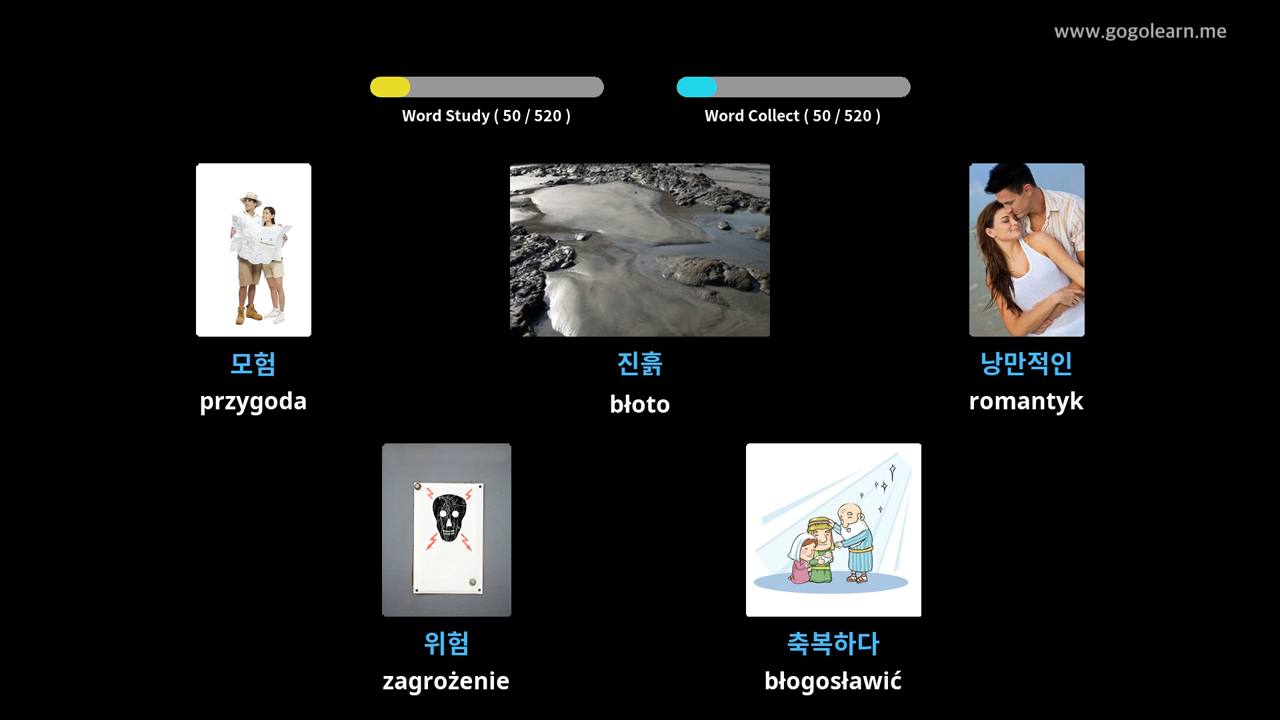 www.gogolearn.me
Word Study ( 50 / 520 )
Word Collect ( 50 / 520 )
모험
przygoda
진흙
błoto
낭만적인
romantyk
위험
zagrożenie
축복하다
błogosławić